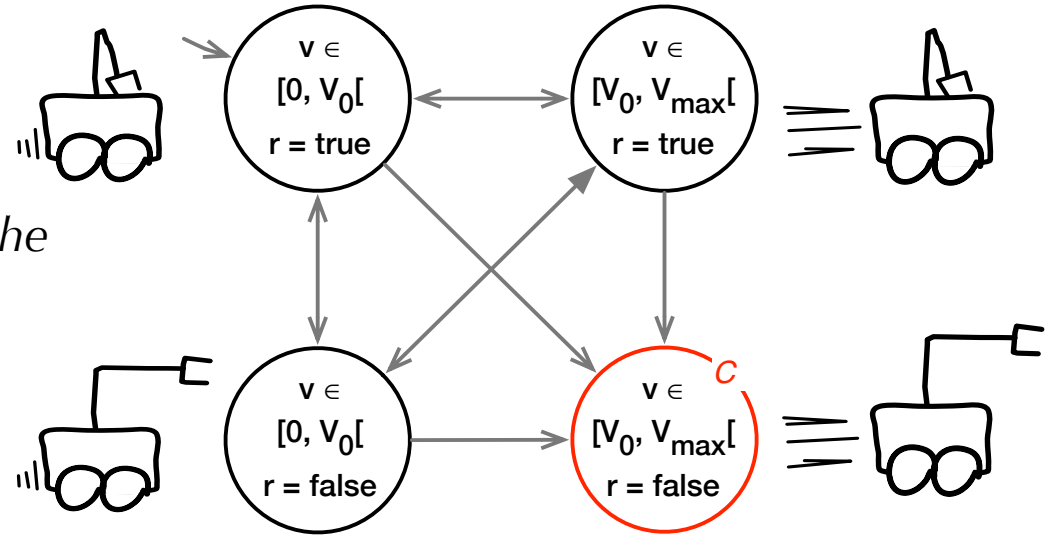 v ∈
[0, V₀[
r = true
v ∈
[V₀, Vₘₐₓ[
r = true
he
v ∈
[0, V₀[
r = false
C
v ∈
[V₀, Vₘₐₓ[
r = false